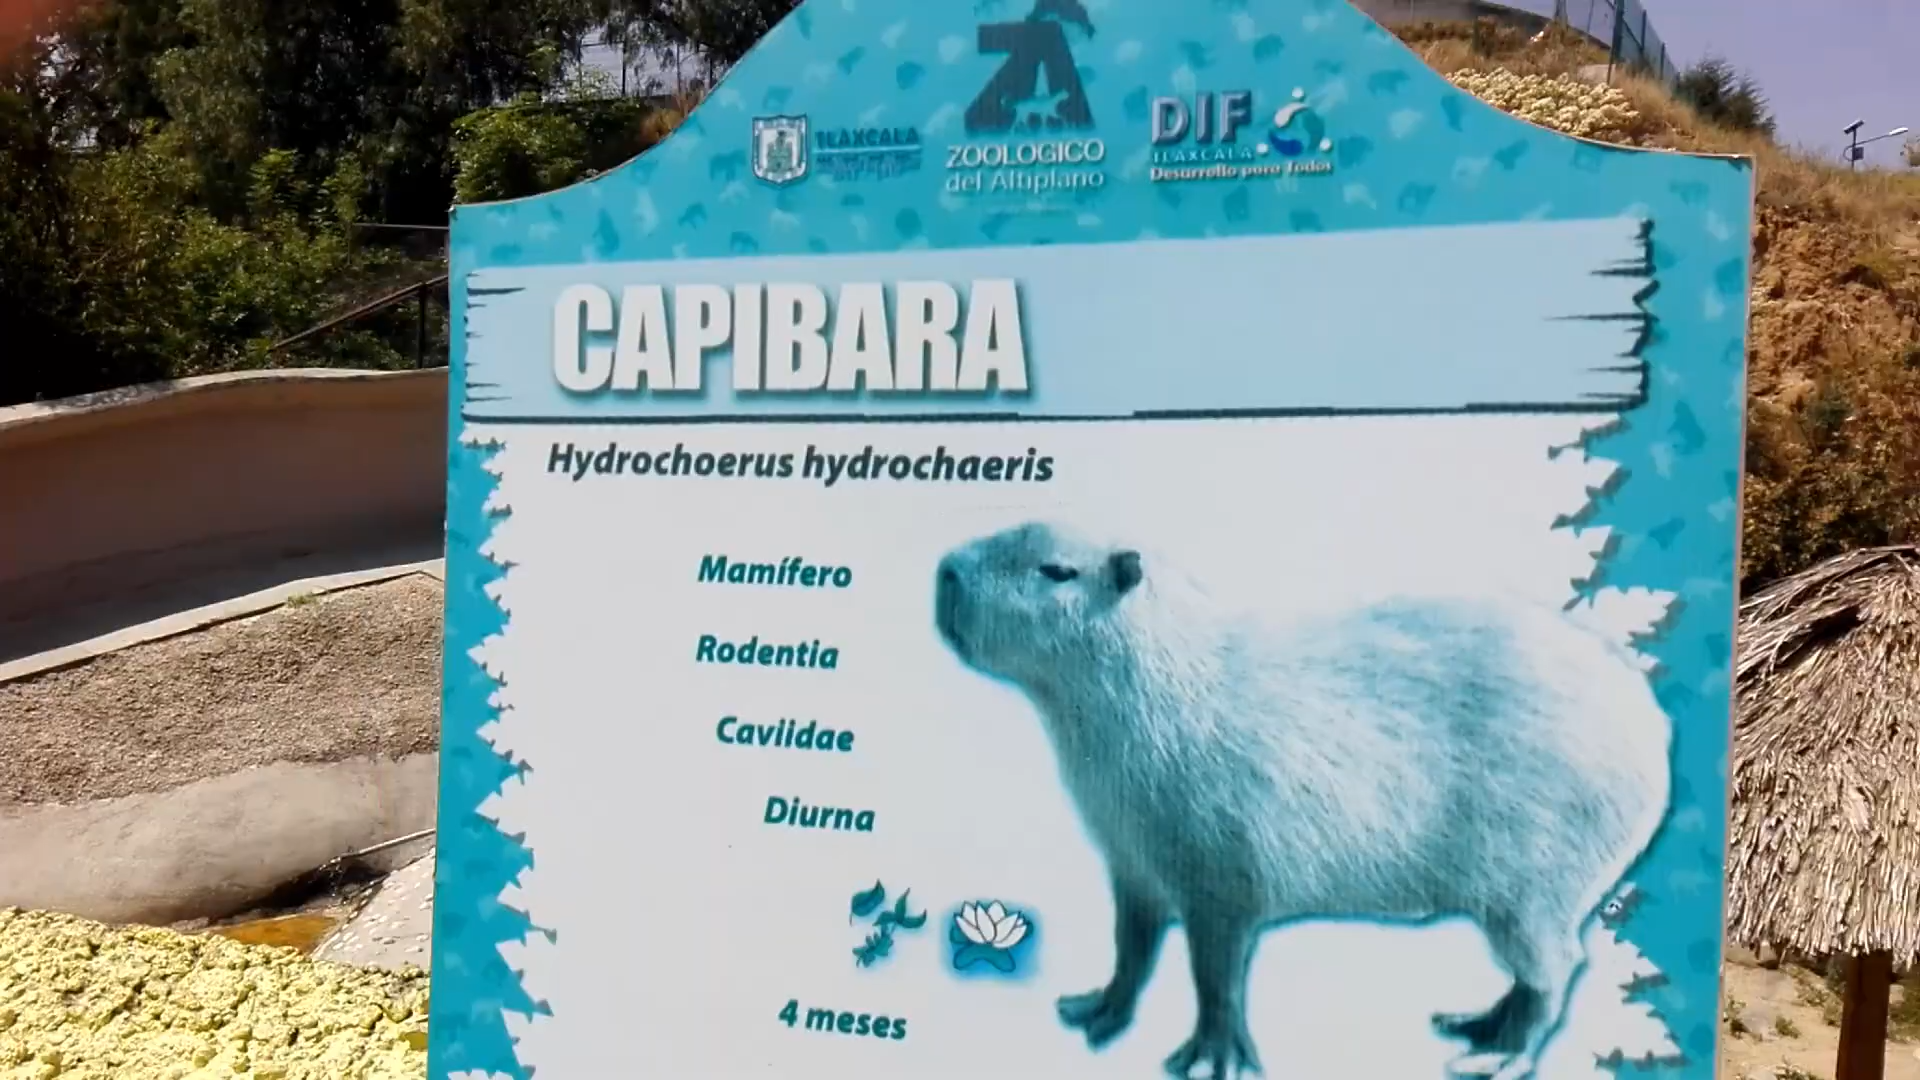 TLAXCALA
ZOOLOGICO
del Altiplano
DIF
TLAXCALA
Desarrollo para Todos
CAPIBARA
Hydrochoerus hydrochaeris
Mamífero
Rodentia
Caviidae
Diurna
4 meses